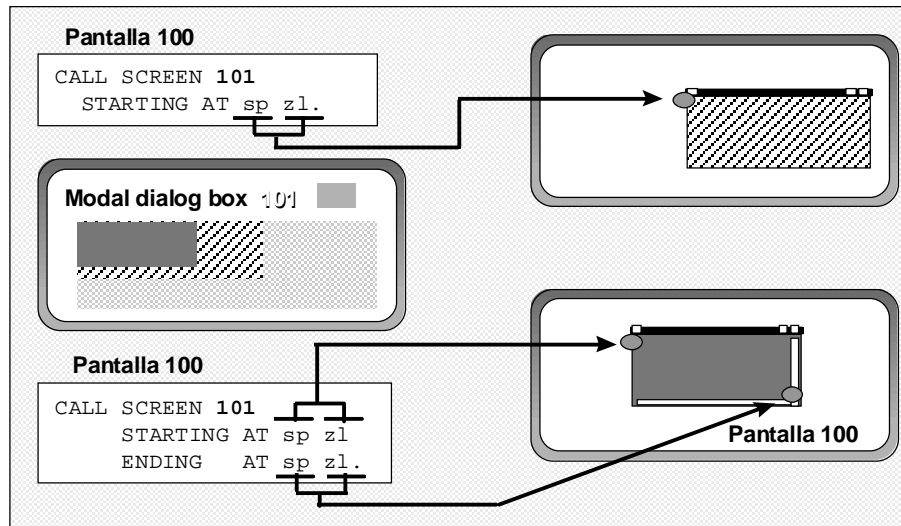 Pantalla 100
CALL SCREEN 101
STARTING AT sp zl.
Modal dialog box 101
Pantalla 100
CALL SCREEN 101
STARTING AT sp zl
ENDING AT sp zl.
Pantalla 100